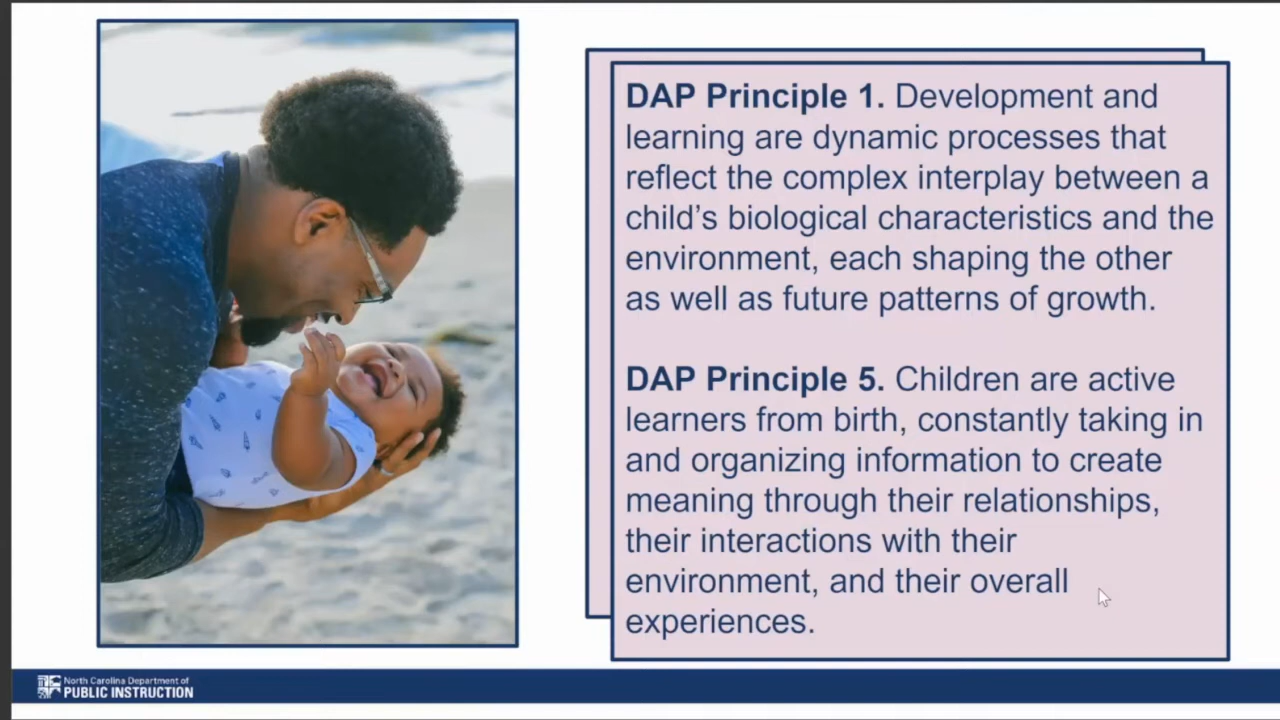 DAP Principle 1. Development and
learning are dynamic processes that
reflect the complex interplay between a
child’s biological characteristics and the
environment, each shaping the other
as well as future patterns of growth.
DAP Principle 5. Children are active
learners from birth, constantly taking in
and organizing information to create
meaning through their relationships,
their interactions with their
environment, and their overall
experiences.
North Carolina Department of
PUBLIC INSTRUCTION